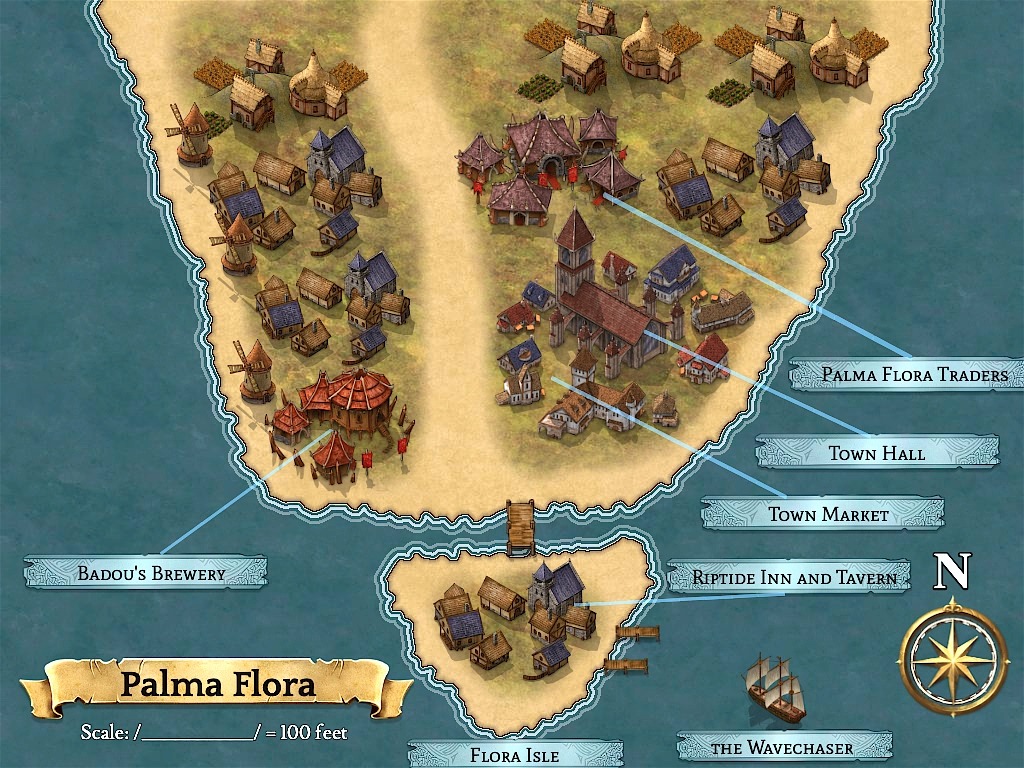 Palma Flora Traders
Town Hall
Town Market
Badou's Brewery
Riptide Inn and Tavern
N
Palma Flora
Scale: /___________/ = 100 feet
Flora Isle
the Wavechaser